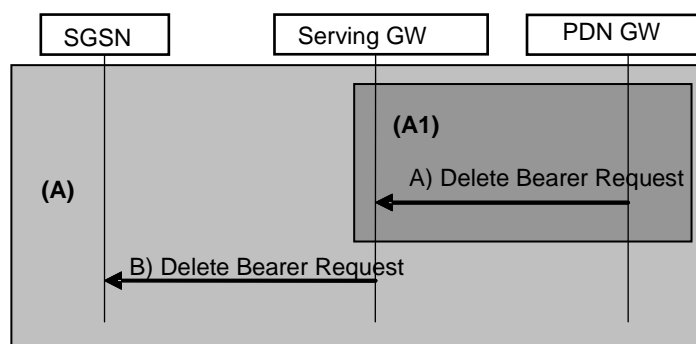 SGSN
Serving GW
PDN GW
(A1)
(A)
A) Delete Bearer Request
B) Delete Bearer Request